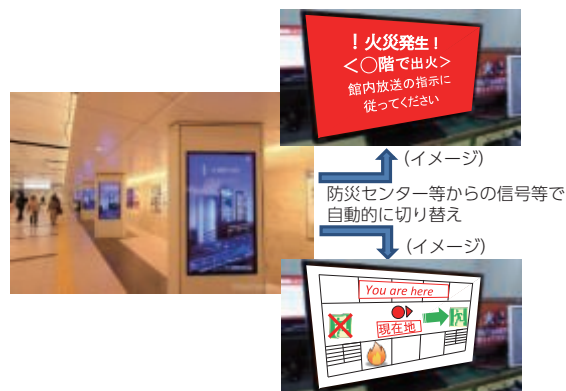 ！火災発生！
＜○階で出火＞
館内放送の指示に
従ってください
(イメージ)
防災センター等からの信号等で
自動的に切り替え
(イメージ)
You are here
現在地